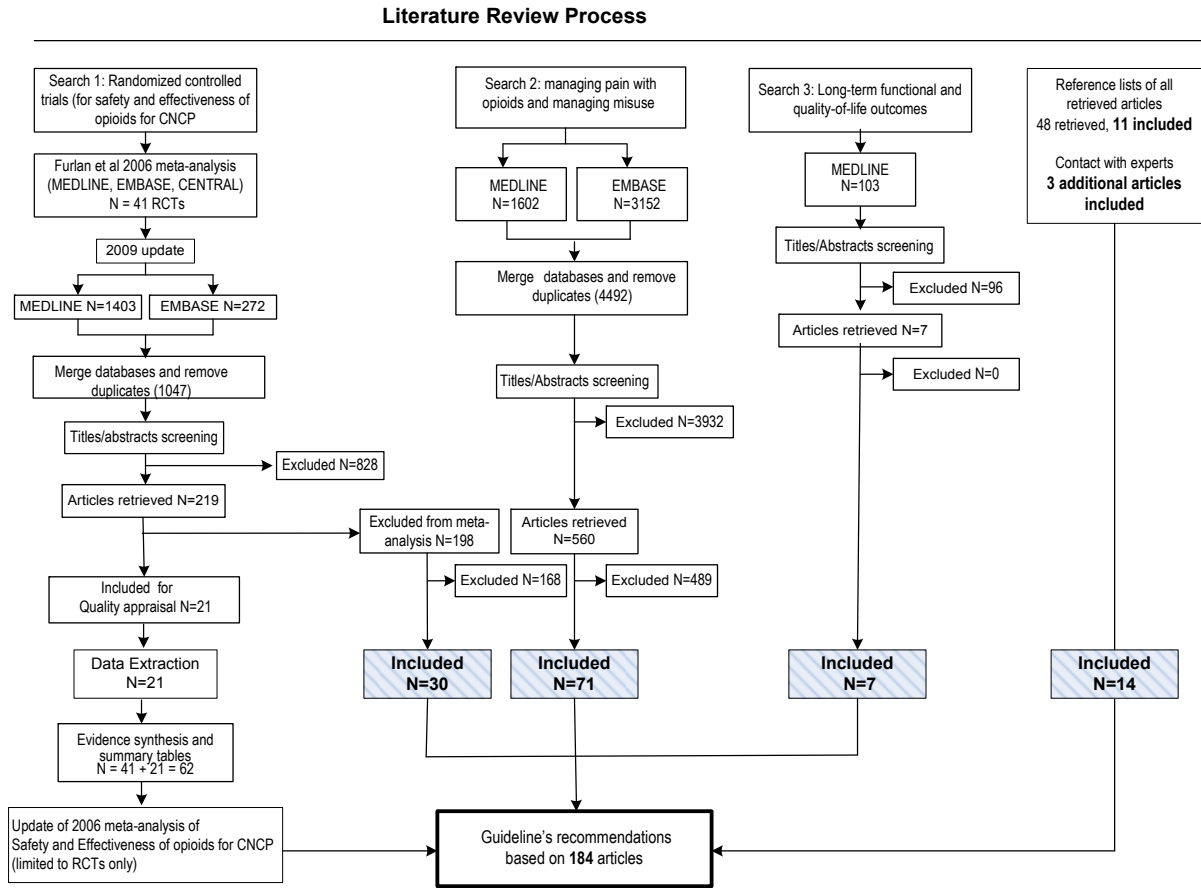 Literature Review Process
Search 1: Randomized controlled
trials (for safety and effectiveness of
opioids for CNCP
Furlan et al 2006 meta-analysis
(MEDLINE, EMBASE, CENTRAL)
N = 41 RCTs
2009 update
MEDLINE N=1403
EMBASE N=272
Merge databases and remove
duplicates (1047)
Titles/abstracts screening
Excluded N=828
Articles retrieved N=219
Excluded from meta-
analysis N=198
Excluded N=168
Included
N=30
Included for
Quality appraisal N=21
Data Extraction
N=21
Evidence synthesis and
summary tables
N = 41 + 21 = 62
Update of 2006 meta-analysis of
Safety and Effectiveness of opioids for CNCP
(limited to RCTs only)
Search 2: managing pain with
opioids and managing misuse
MEDLINE
N=1602
EMBASE
N=3152
Merge databases and remove
duplicates (4492)
Titles/Abstracts screening
Excluded N=3932
Articles retrieved
N=560
Excluded N=489
Included
N=71
Search 3: Long-term functional and
quality-of-life outcomes
MEDLINE
N=103
Titles/Abstracts screening
Excluded N=96
Articles retrieved N=7
Excluded N=0
Included
N=7
Reference lists of all
retrieved articles
48 retrieved, 11 included
Contact with experts
3 additional articles
included
Included
N=14
Guideline's recommendations
based on 184 articles